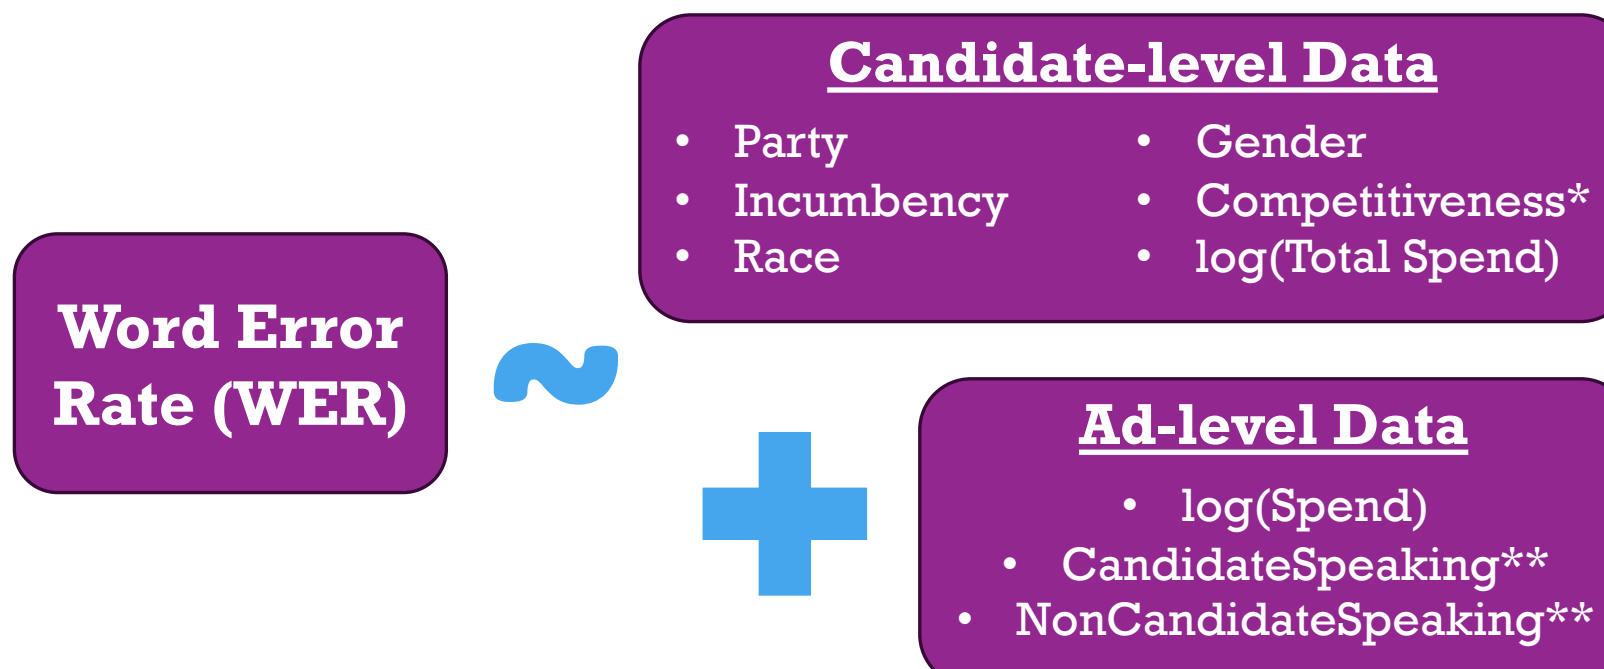 Word Error
Rate (WER)
~
Candidate-level Data
• Party
• Incumbency
• Race
• Gender
• Competitiveness*
• log(Total Spend)
+
Ad-level Data
• log(Spend)
• CandidateSpeaking**
• NonCandidateSpeaking**